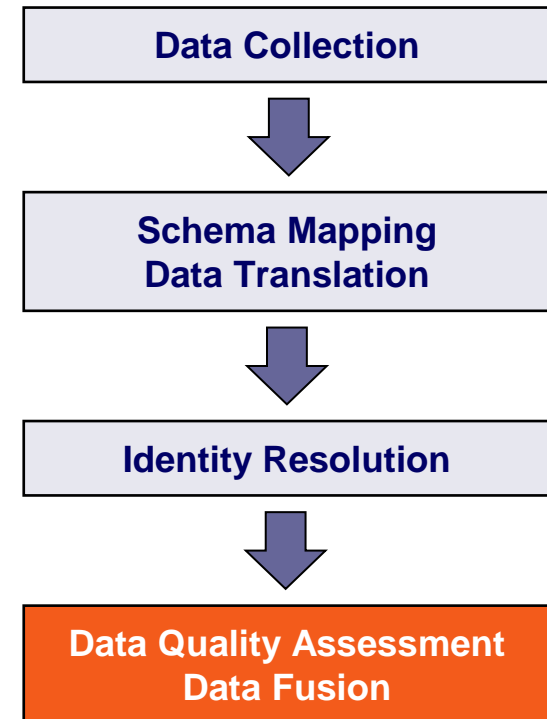 Data Collection
Schema Mapping
Data Translation
Identity Resolution
Data Quality Assessment
Data Fusion